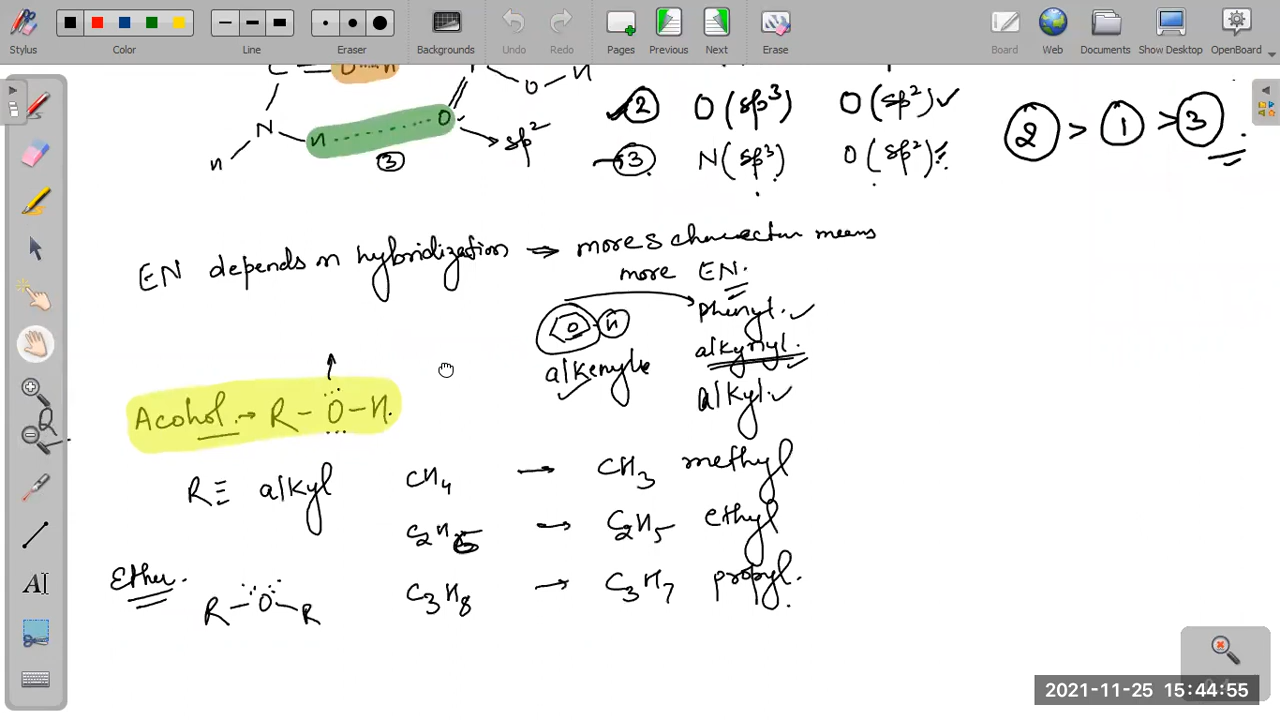 Stylus Color Line Eraser Backgrounds Undo Redo Pages Previous Next Erase Board Web Documents Show Desktop OpenBoard
C O H
O - H
2 O (sp3) O (sp2) ✓
N H ........ O → sp2
2 > 1 > 3
H 3
3 N (sp3) O (sp2)
EN depends on hybridization ⇒ more s character means
more EN.
phenyl. ✓
H
alkynyl. ✓
alkenyl ✓
alkyl ✓
Acohol → R - O - H
R ≡ alkyl
CH4 → CH3 methyl
C2H6 → C2H5 ethyl
Ether.
R - O - R
C3H8 → C3H7 propyl.
2021-11-25 15:44:55